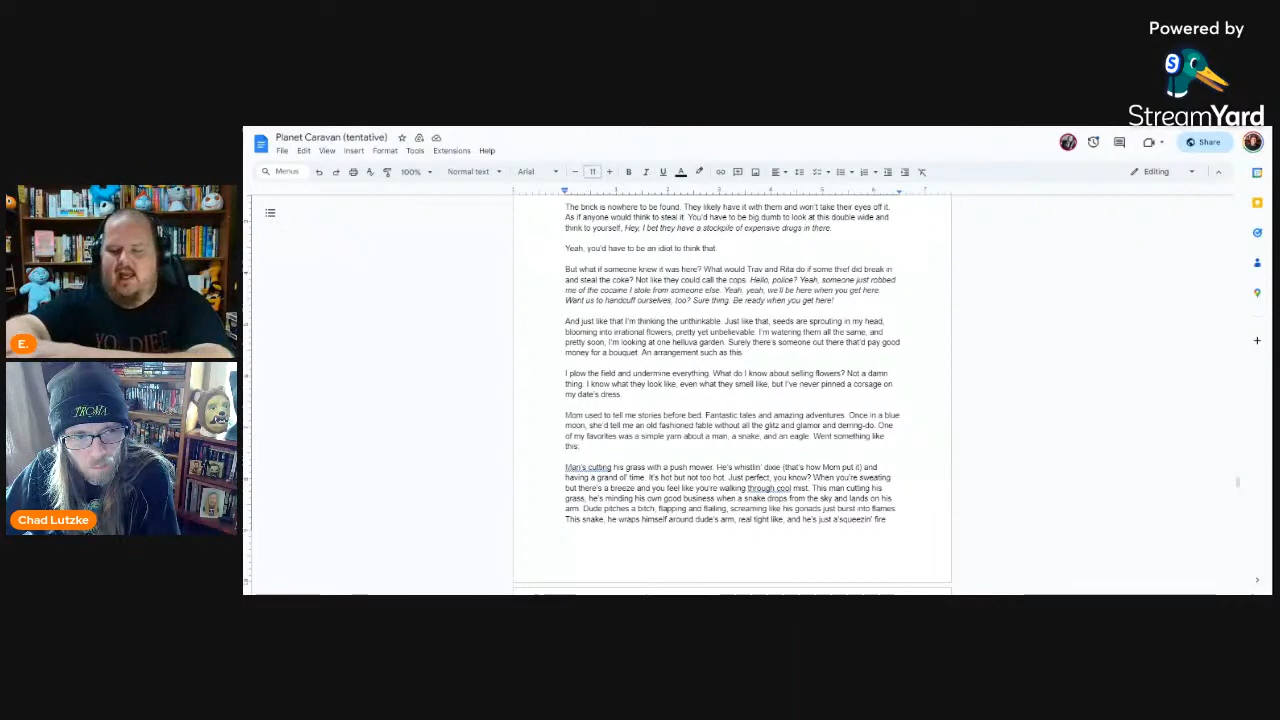 Powered by
StreamYard
Planet Caravan (tentative)
File Edit View Insert Format Tools Extensions Help
Share
Menus
100%
Normal text
Arial
11
Editing
1 1 2 3 4 5 6 7
The brick is nowhere to be found. They likely have it with them and won't take their eyes off it.
As if anyone would think to steal it. You'd have to be big dumb to look at this double wide and
think to yourself, Hey, I bet they have a stockpile of expensive drugs in there.
Yeah, you'd have to be an idiot to think that.
But what if someone knew it was here? What would Trav and Rita do if some thief did break in
and steal the coke? Not like they could call the cops. Hello, police? Yeah, someone just robbed
me of the cocaine I stole from someone else. Yeah, yeah, we'll be here when you get here.
Want us to handcuff ourselves, too? Sure thing. Be ready when you get here!
And just like that I'm thinking the unthinkable. Just like that, seeds are sprouting in my head,
blooming into irrational flowers, pretty yet unbelievable. I'm watering them all the same, and
pretty soon, I'm looking at one helluva garden. Surely there's someone out there that'd pay good
money for a bouquet. An arrangement such as this.
I plow the field and undermine everything. What do I know about selling flowers? Not a damn
thing. I know what they look like, even what they smell like, but I've never pinned a corsage on
my date's dress.
Mom used to tell me stories before bed. Fantastic tales and amazing adventures. Once in a blue
moon, she'd tell me an old fashioned fable without all the glitz and glamor and derring-do. One
of my favorites was a simple yarn about a man, a snake, and an eagle. Went something like
this:
Man's cutting his grass with a push mower. He's whistlin' dixie (that's how Mom put it) and
having a grand ol' time. It's hot but not too hot. Just perfect, you know? When you're sweating
but there's a breeze and you feel like you're walking through cool mist. This man cutting his
grass, he's minding his own good business when a snake drops from the sky and lands on his
arm. Dude pitches a bitch, flapping and flailing, screaming like his gonads just burst into flames.
This snake, he wraps himself around dude's arm, real tight like, and he's just a'squeezin' fire
YO DIED
E.
TROMA
Chad Lutzke